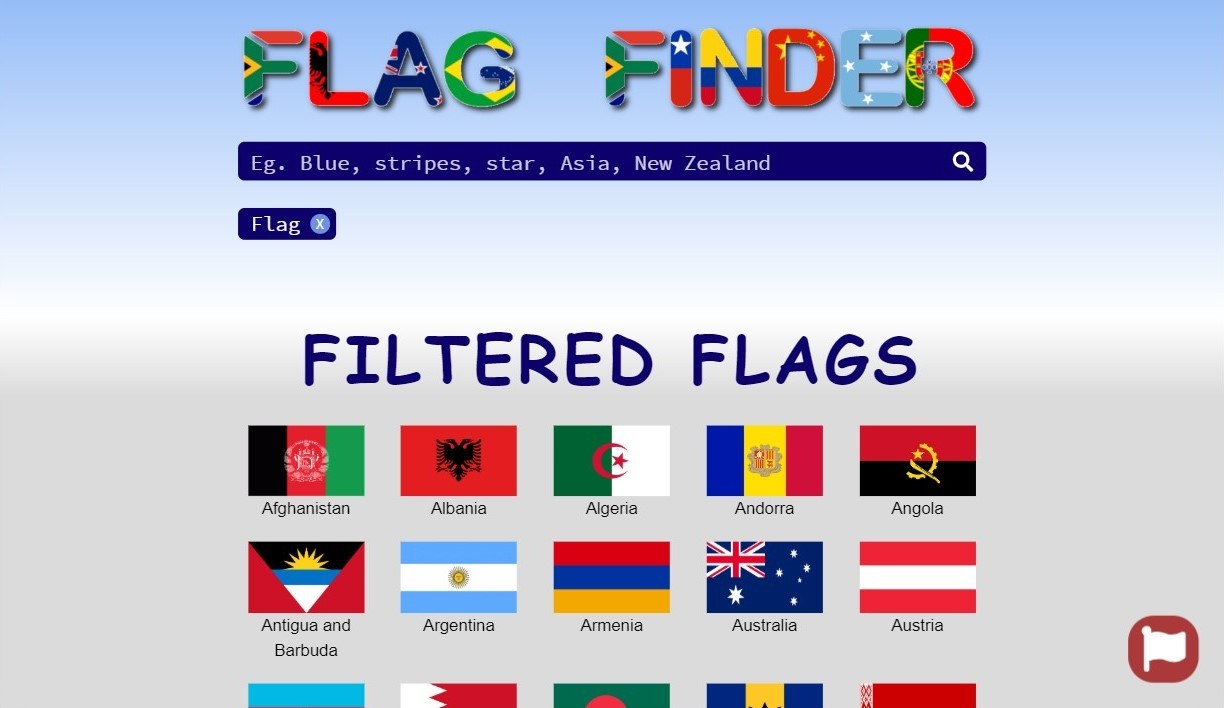 FLAG FINDER
Eg. Blue, stripes, star, Asia, New Zealand
Flag X
FILTERED FLAGS
Afghanistan Albania Algeria Andorra Angola
Antigua and Barbuda Argentina Armenia Australia Austria